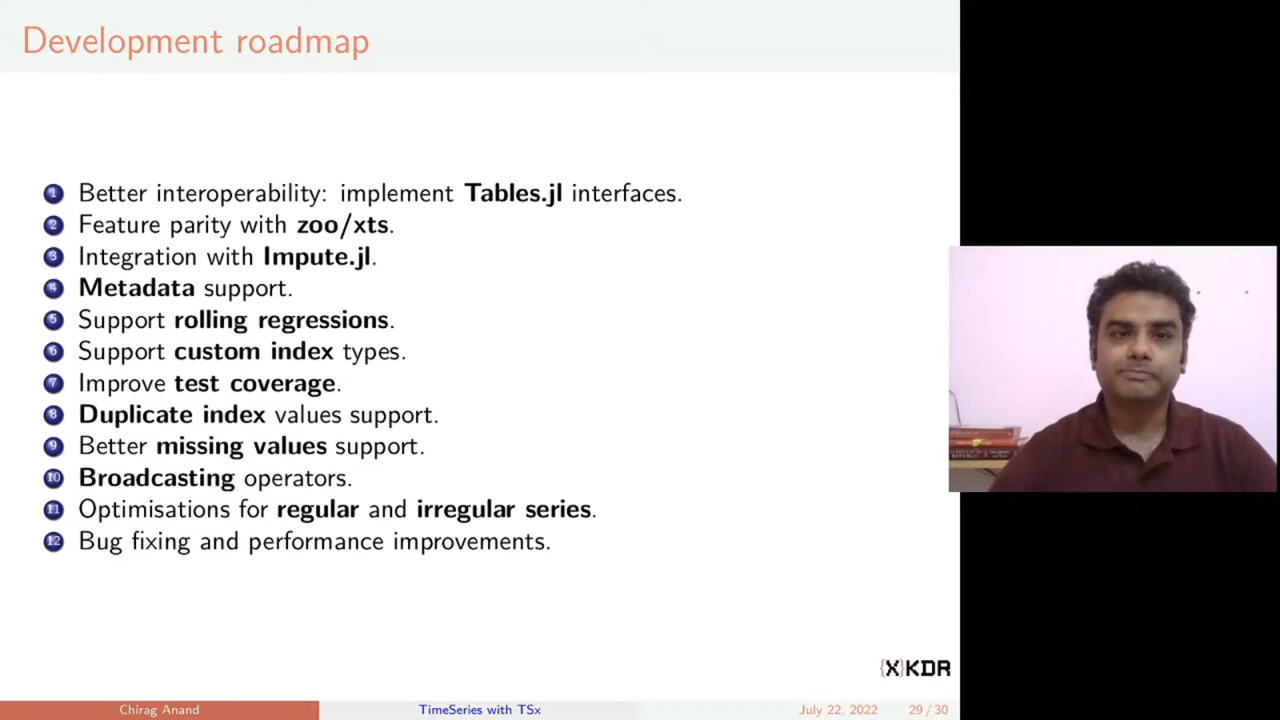 Development roadmap
1 Better interoperability: implement Tables.jl interfaces.
2 Feature parity with zoo/xts.
3 Integration with Impute.jl.
4 Metadata support.
5 Support rolling regressions.
6 Support custom index types.
7 Improve test coverage.
8 Duplicate index values support.
9 Better missing values support.
10 Broadcasting operators.
11 Optimisations for regular and irregular series.
12 Bug fixing and performance improvements.
{X}KDR
Chirag Anand TimeSeries with TSx July 22, 2022 29 / 30